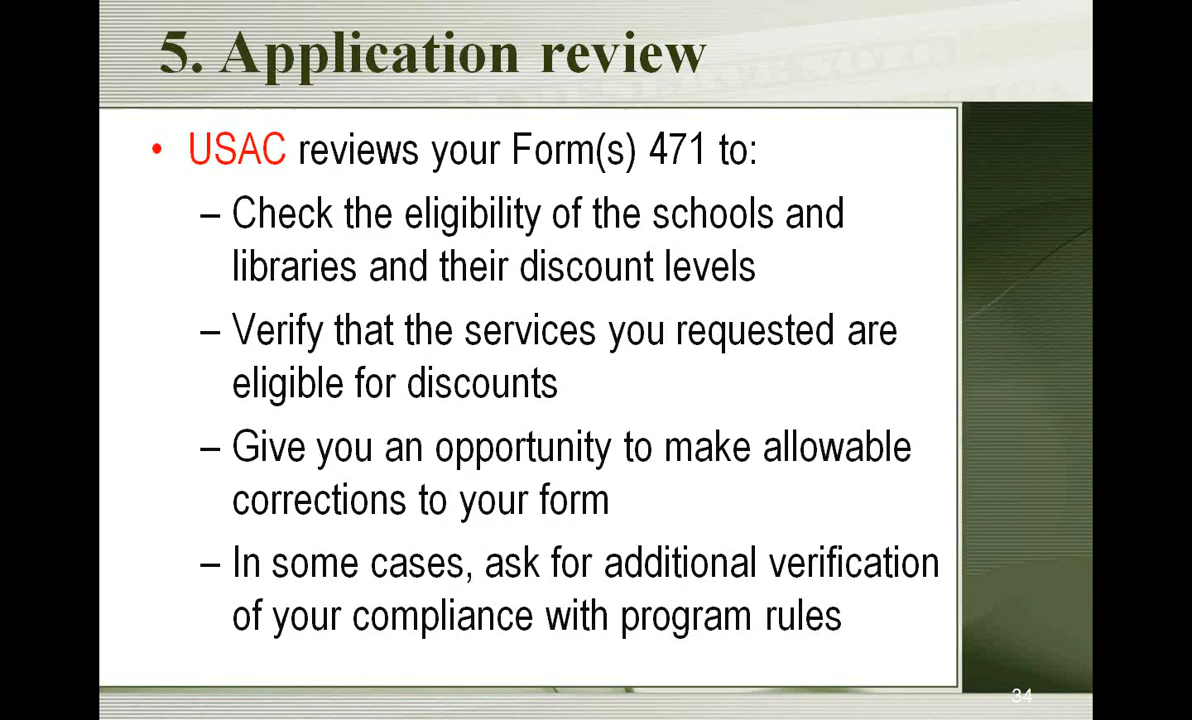 5. Application review
• USAC reviews your Form(s) 471 to:
– Check the eligibility of the schools and
libraries and their discount levels
– Verify that the services you requested are
eligible for discounts
– Give you an opportunity to make allowable
corrections to your form
– In some cases, ask for additional verification
of your compliance with program rules
34